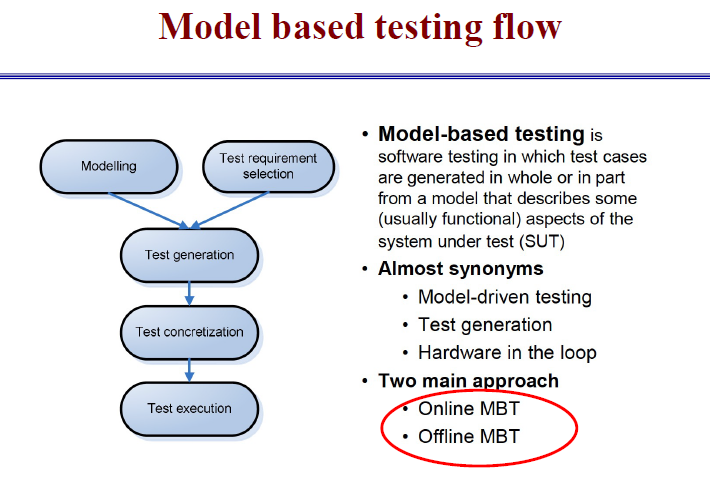 Model based testing flow
Modelling
Test requirement
selection
Test generation
Test concretization
Test execution
• Model-based testing is
software testing in which test cases
are generated in whole or in part
from a model that describes some
(usually functional) aspects of the
system under test (SUT)
• Almost synonyms
• Model-driven testing
• Test generation
• Hardware in the loop
• Two main approach
• Online MBT
• Offline MBT